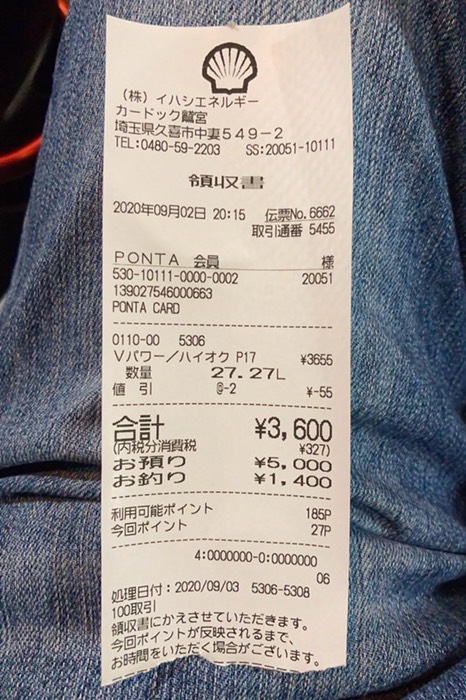 (株) イハシエネルギー
カードック鷲宮
埼玉県久喜市中妻549-2
TEL:0480-59-2203 SS:20051-10111
領収書
2020年09月02日 20:15 伝票No.6662
取引通番 5455
PONTA 会員 様
530-10111-0000-0002 20051
139027546000663
PONTA CARD
0110-00 5306
Vパワー/ハイオク P17 ¥3655
数量 27.27L
値 引 @-2 ¥-55
合計 ¥3,600
(内税分消費税 ¥327)
お預り ¥5,000
お釣り ¥1,400
利用可能ポイント 185P
今回ポイント 27P
4:0000000-0:0000000
06
処理日付:2020/09/03 5306-5308
100取引
領収書にかえさせていただきます。
今回ポイントが反映されるまで、
お時間をいただく場合がございます。